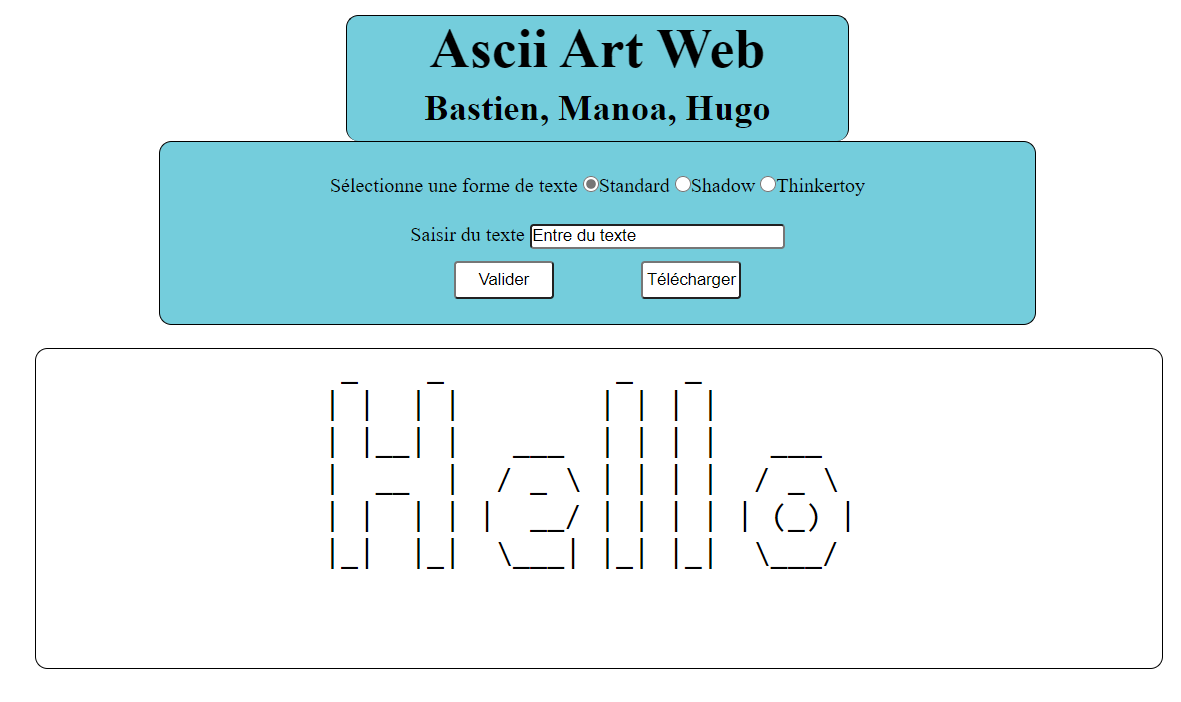 Ascii Art Web
Bastien, Manoa, Hugo
Sélectionne une forme de texte Standard Shadow Thinkertoy
Saisir du texte Entre du texte
Valider Télécharger
Hello